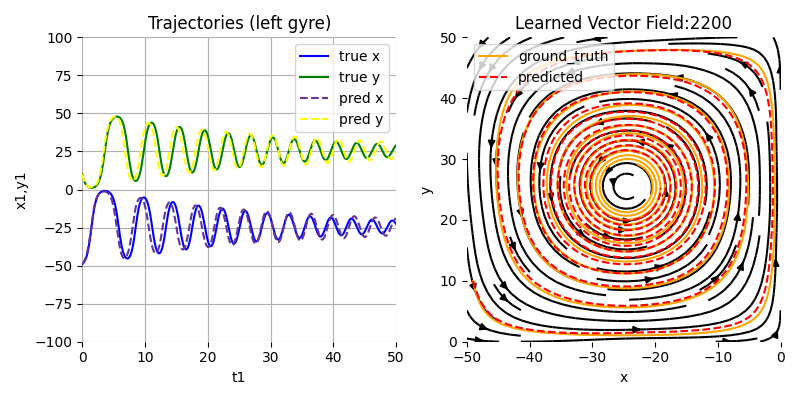 Trajectories (left gyre)
100
75
50
25
0
−25
−50
−75
−100
x1,y1
0
10
20
30
40
50
t1
true x
true y
pred x
pred y
Learned Vector Field:2200
50
40
30
20
10
0
y
−50
−40
−30
−20
−10
0
x
ground_truth
predicted